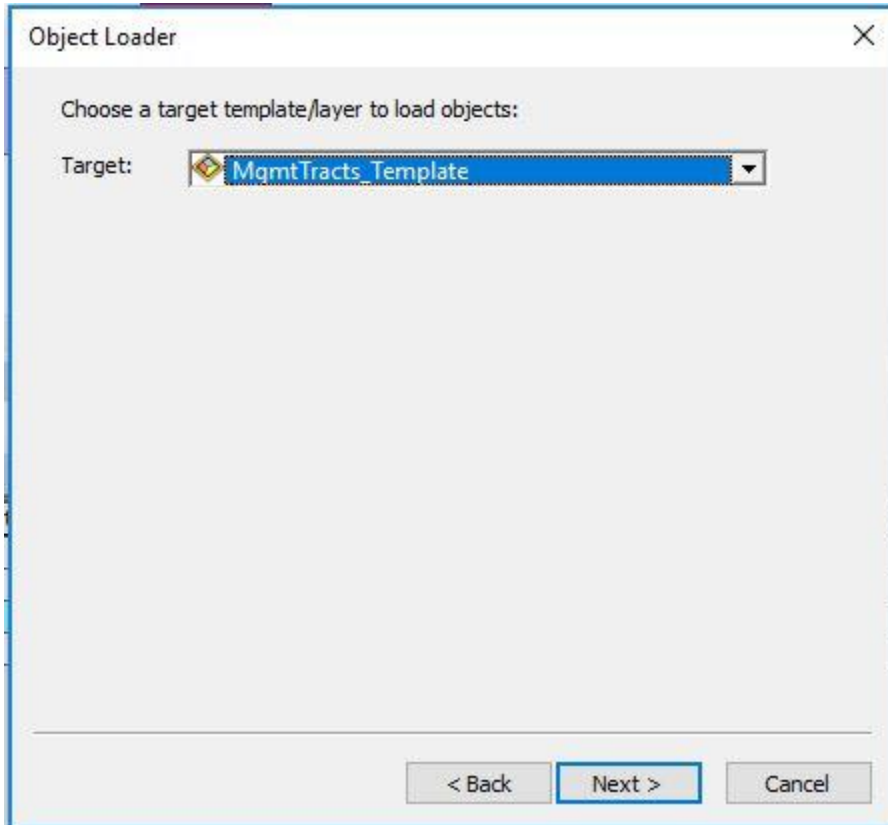 Object Loader
Choose a target template/layer to load objects:
Target: MgmtTracts_Template
< Back Next > Cancel